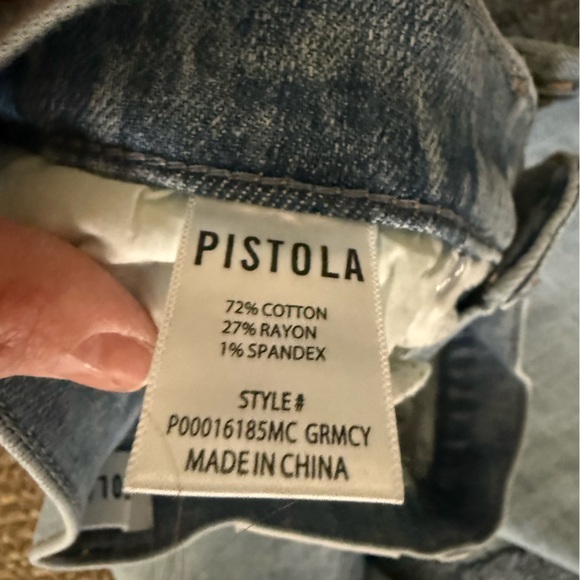 PISTOLA
72% COTTON
27% RAYON
1% SPANDEX
STYLE#
P00016185MC GRMCY
MADE IN CHINA